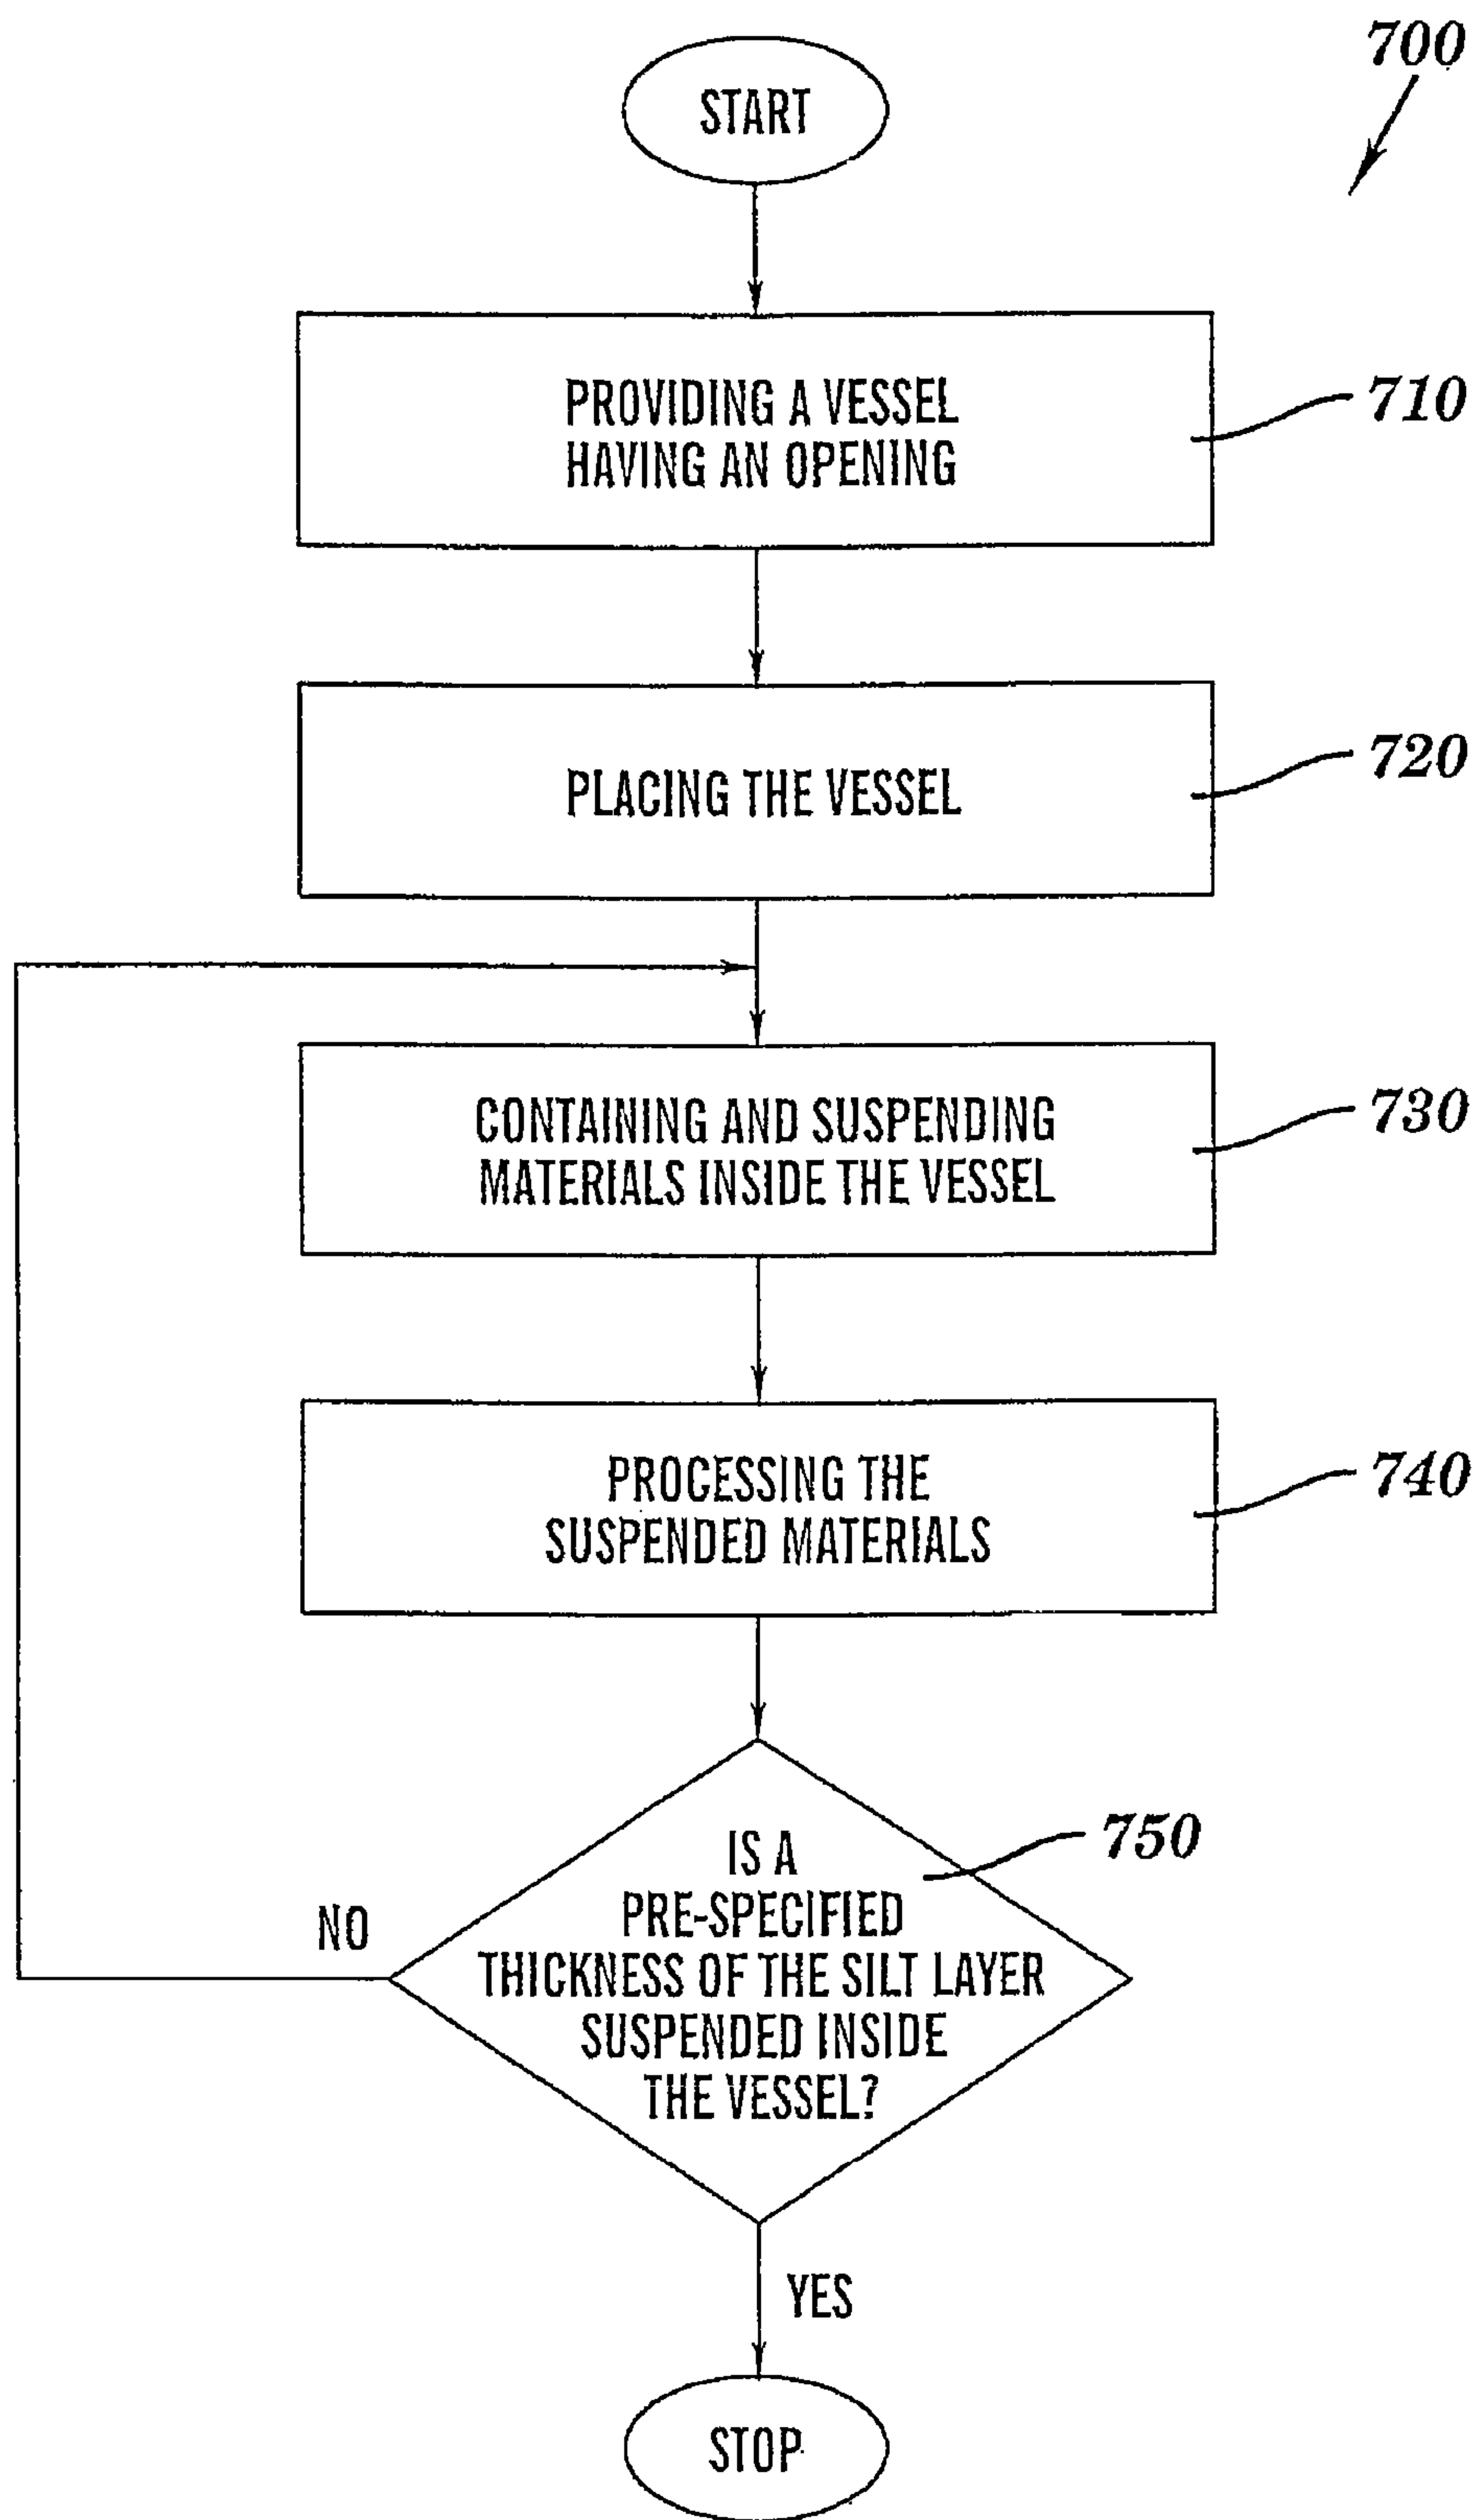 700
START
PROVIDING A VESSEL
HAVING AN OPENING
710
PLACING THE VESSEL
720
CONTAINING AND SUSPENDING
MATERIALS INSIDE THE VESSEL
730
PROCESSING THE
SUSPENDED MATERIALS
740
IS A
PRE-SPECIFIED
THICKNESS OF THE SILT LAYER
SUSPENDED INSIDE
THE VESSEL?
750
NO
YES
STOP